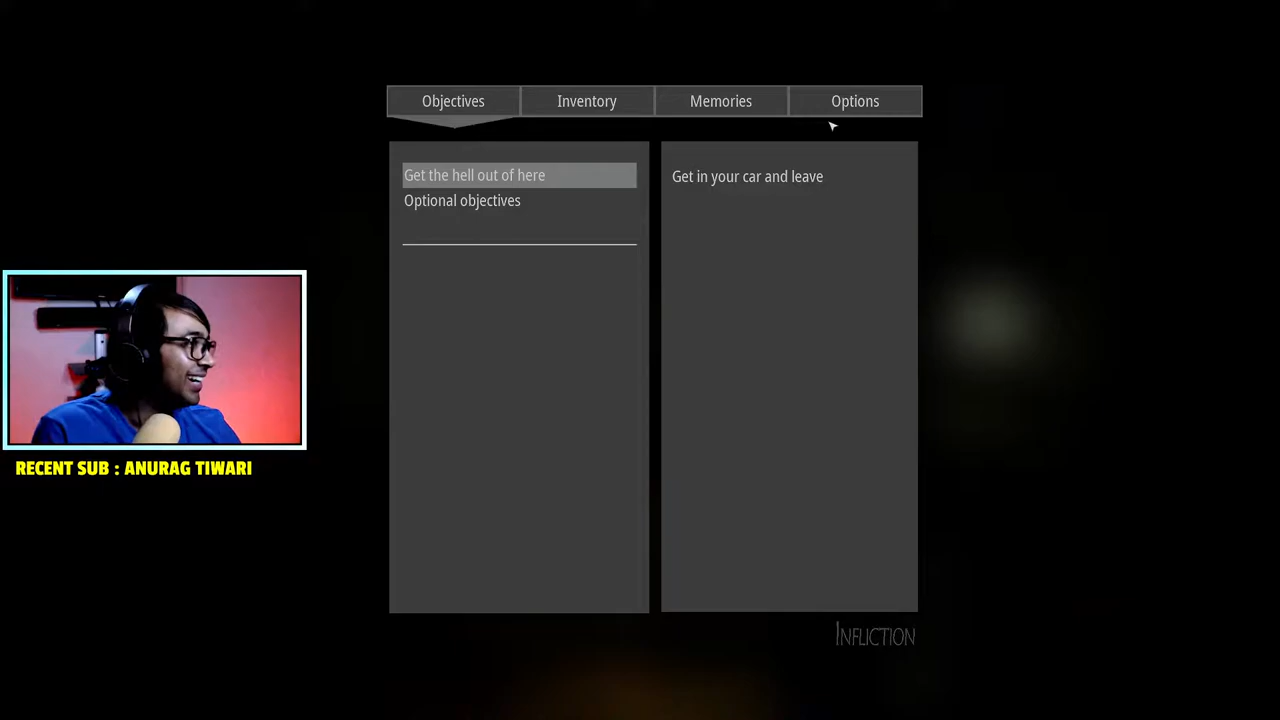 Objectives
Inventory
Memories
Options
Get the hell out of here
Optional objectives
Get in your car and leave
RECENT SUB : ANURAG TIWARI
INFLICTION